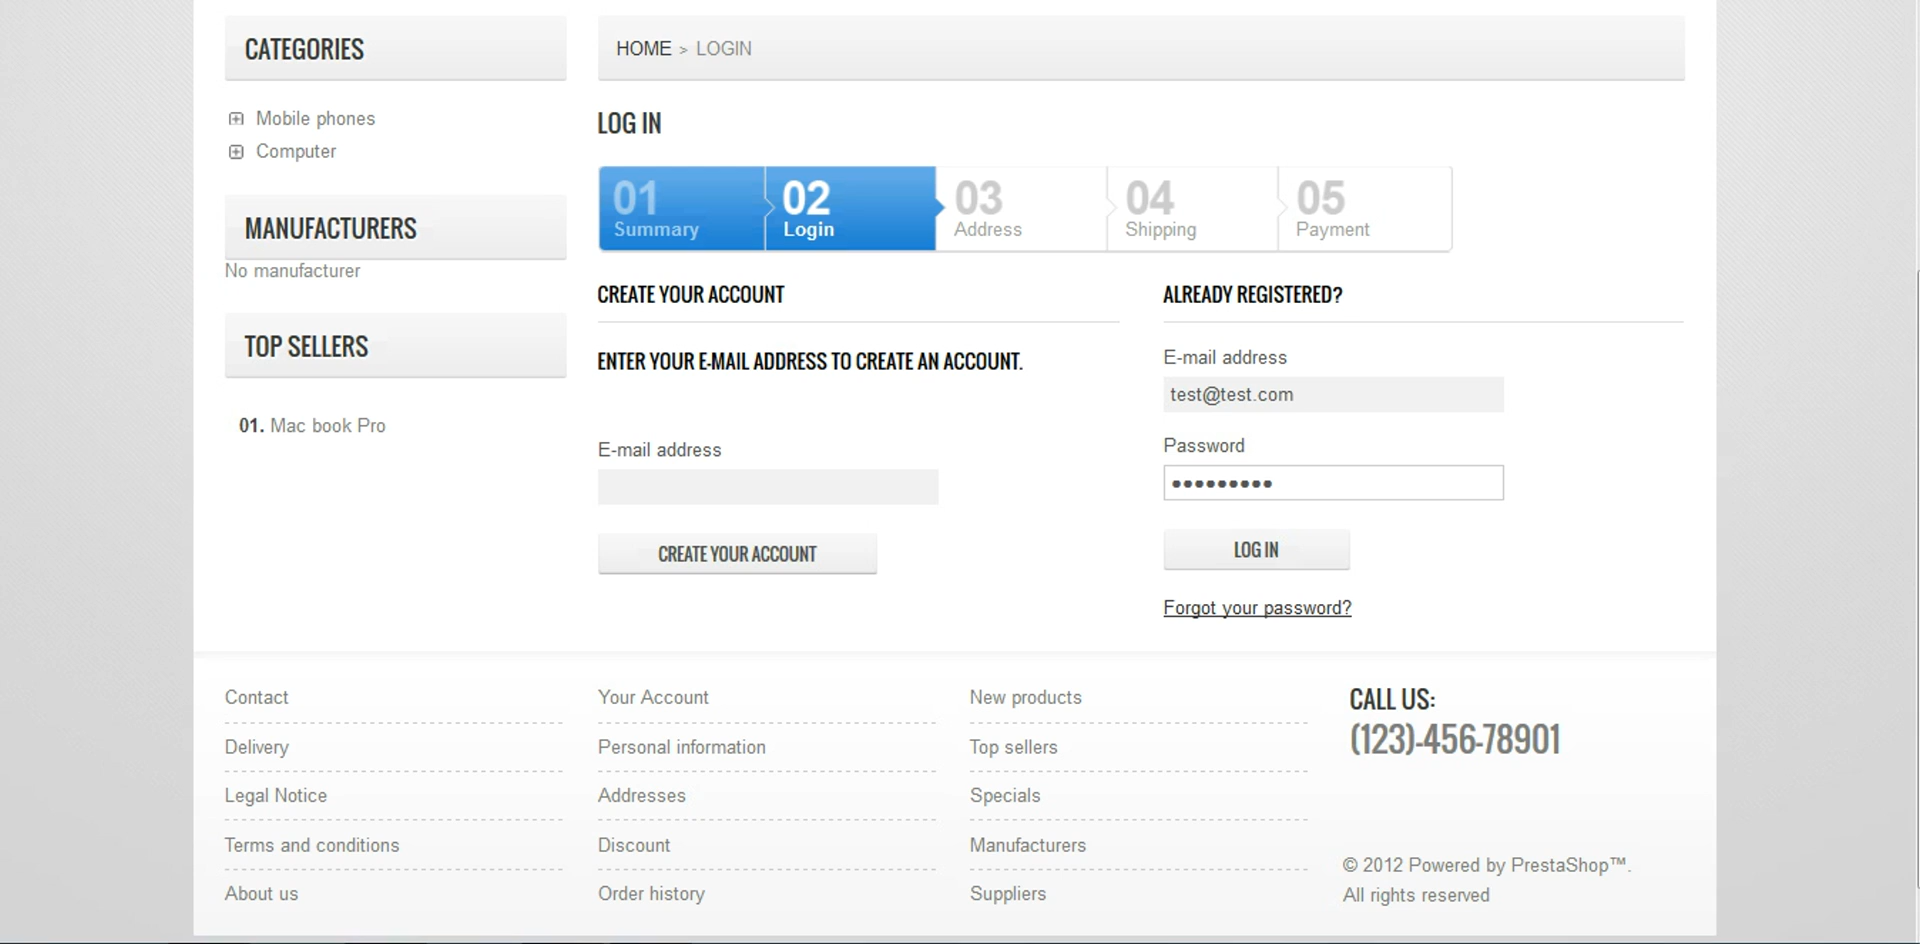 CATEGORIES
Mobile phones
Computer
MANUFACTURERS
No manufacturer
TOP SELLERS
01. Mac book Pro
HOME > LOGIN
LOG IN
01 02 03 04 05
Summary Login Address Shipping Payment
CREATE YOUR ACCOUNT
ENTER YOUR E-MAIL ADDRESS TO CREATE AN ACCOUNT.
E-mail address
CREATE YOUR ACCOUNT
ALREADY REGISTERED?
E-mail address
test@test.com
Password
•••••••••
LOG IN
Forgot your password?
Contact
Delivery
Legal Notice
Terms and conditions
About us
Your Account
Personal information
Addresses
Discount
Order history
New products
Top sellers
Specials
Manufacturers
Suppliers
CALL US:
(123)-456-78901
© 2012 Powered by PrestaShop™.
All rights reserved